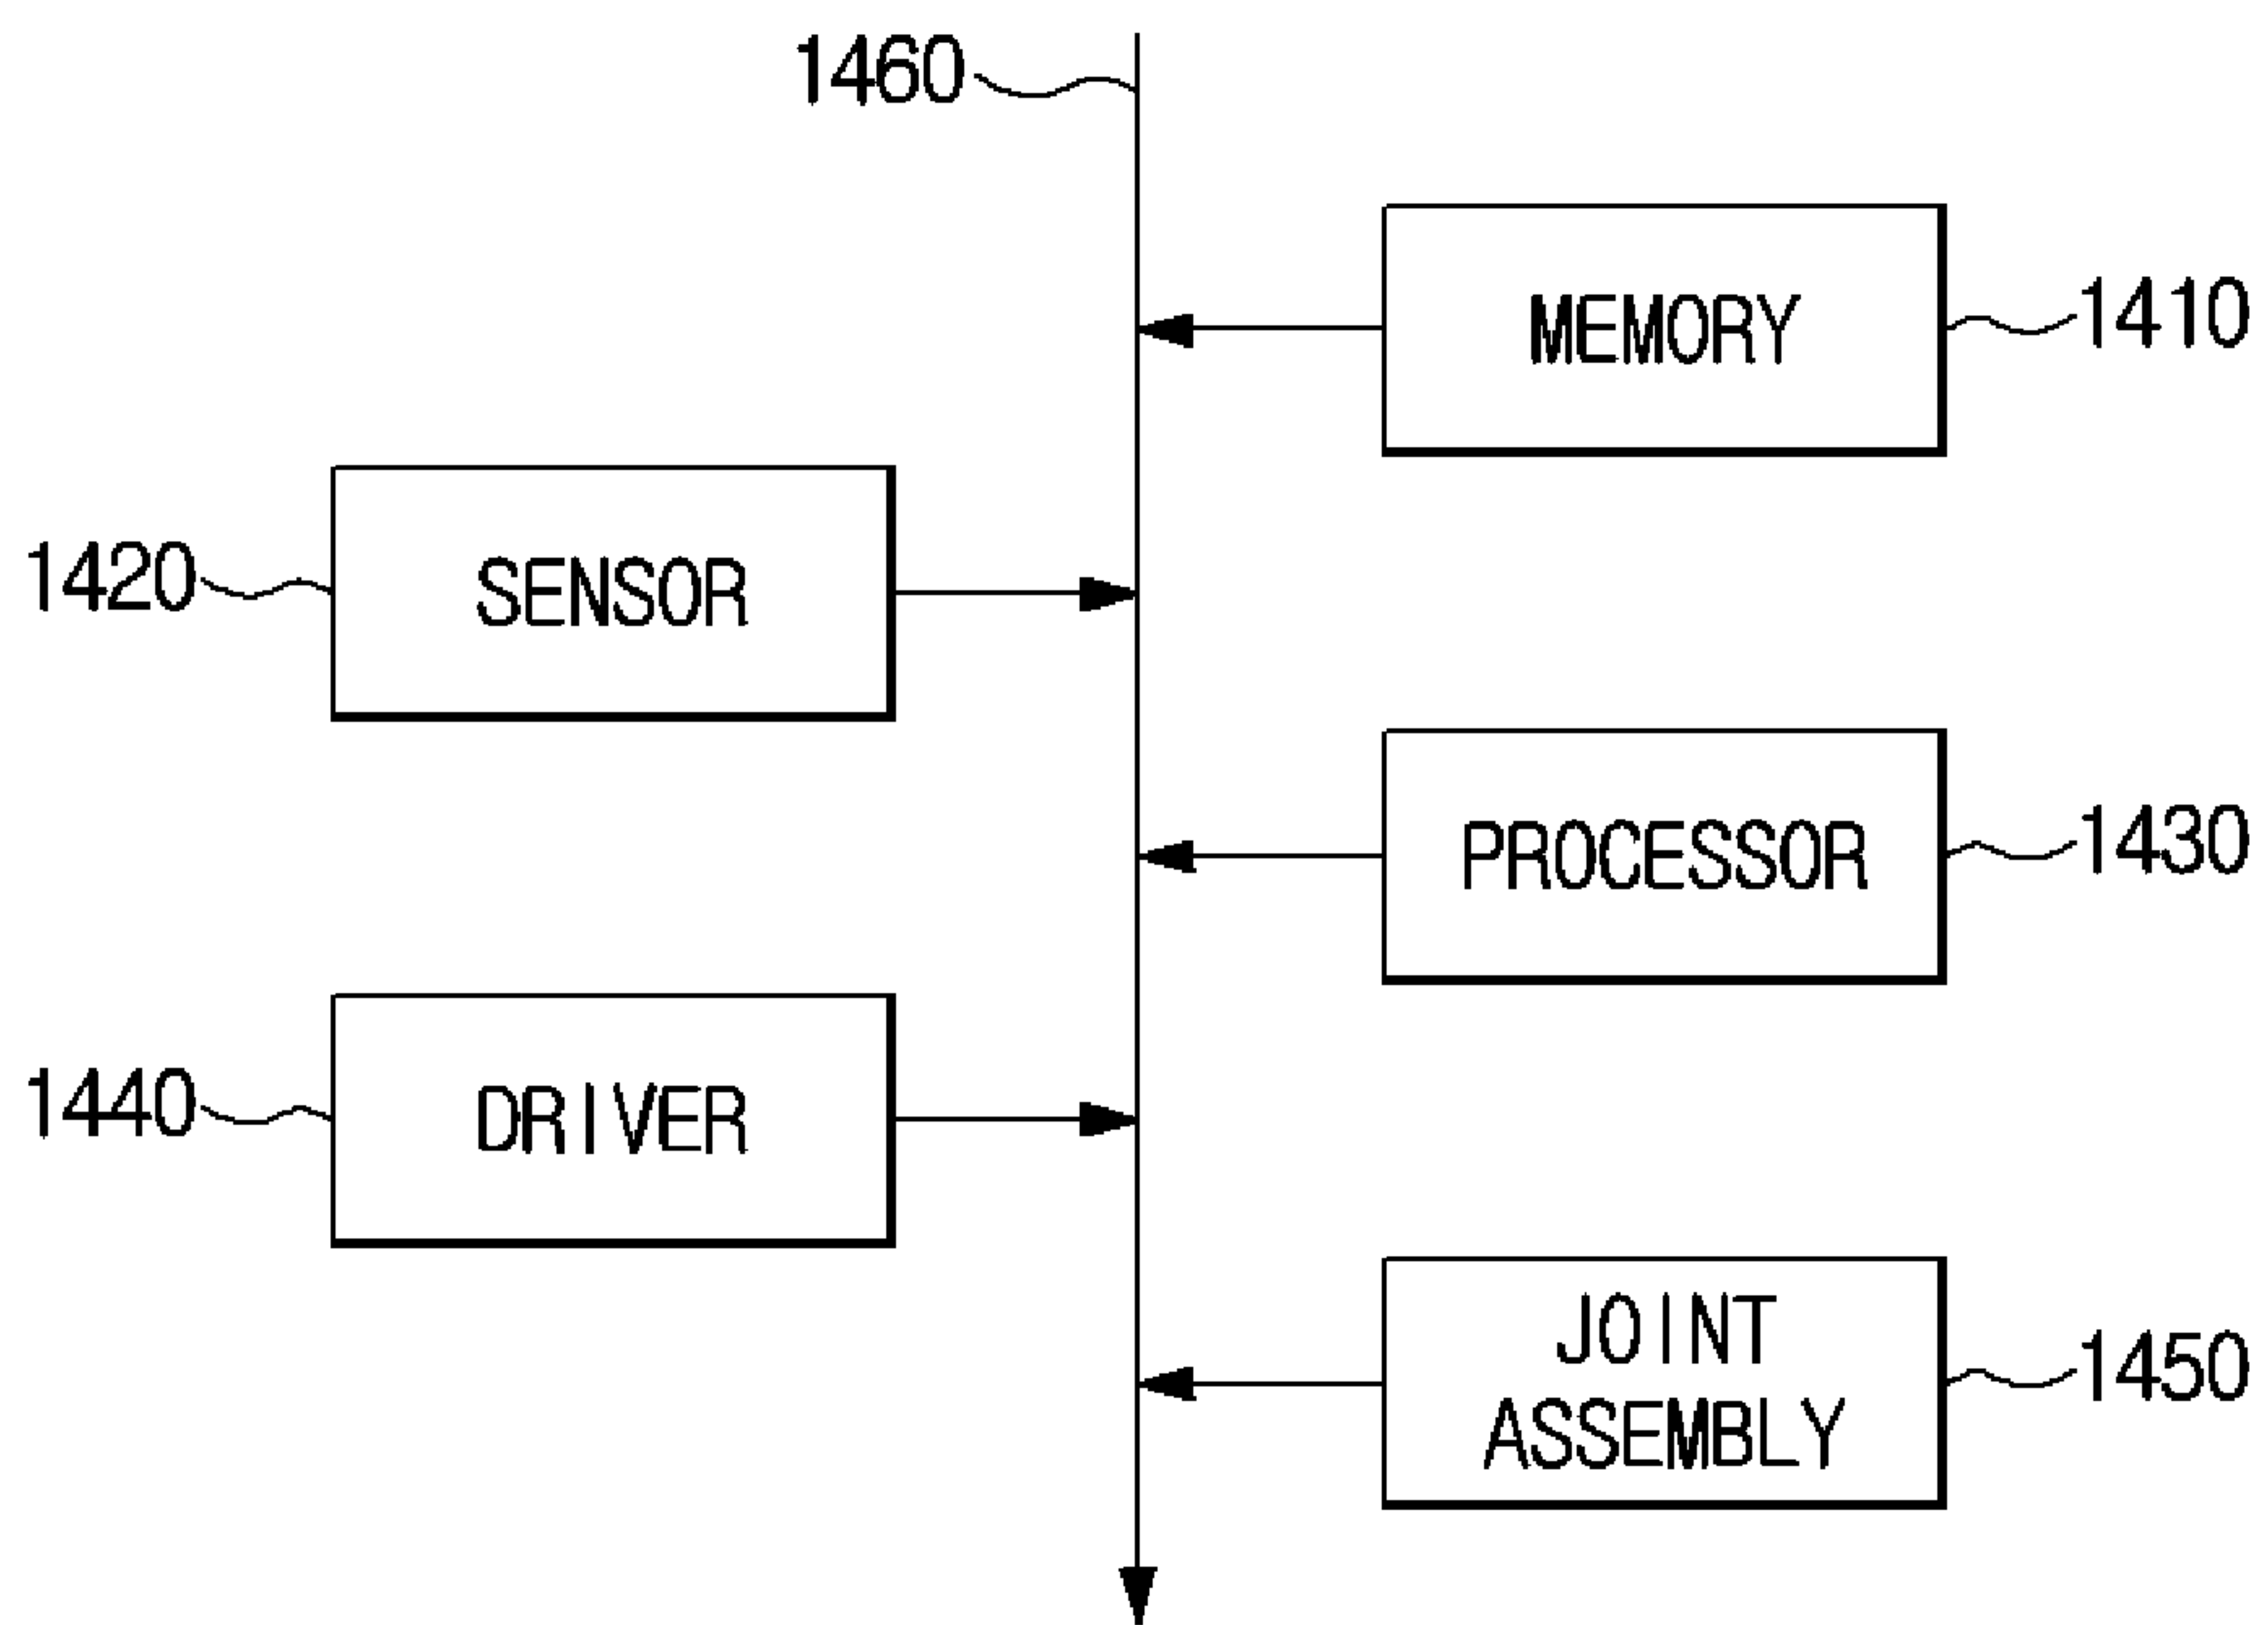 1460
MEMORY
1410
1420
SENSOR
PROCESSOR
1430
1440
DRIVER
JOINT
ASSEMBLY
1450